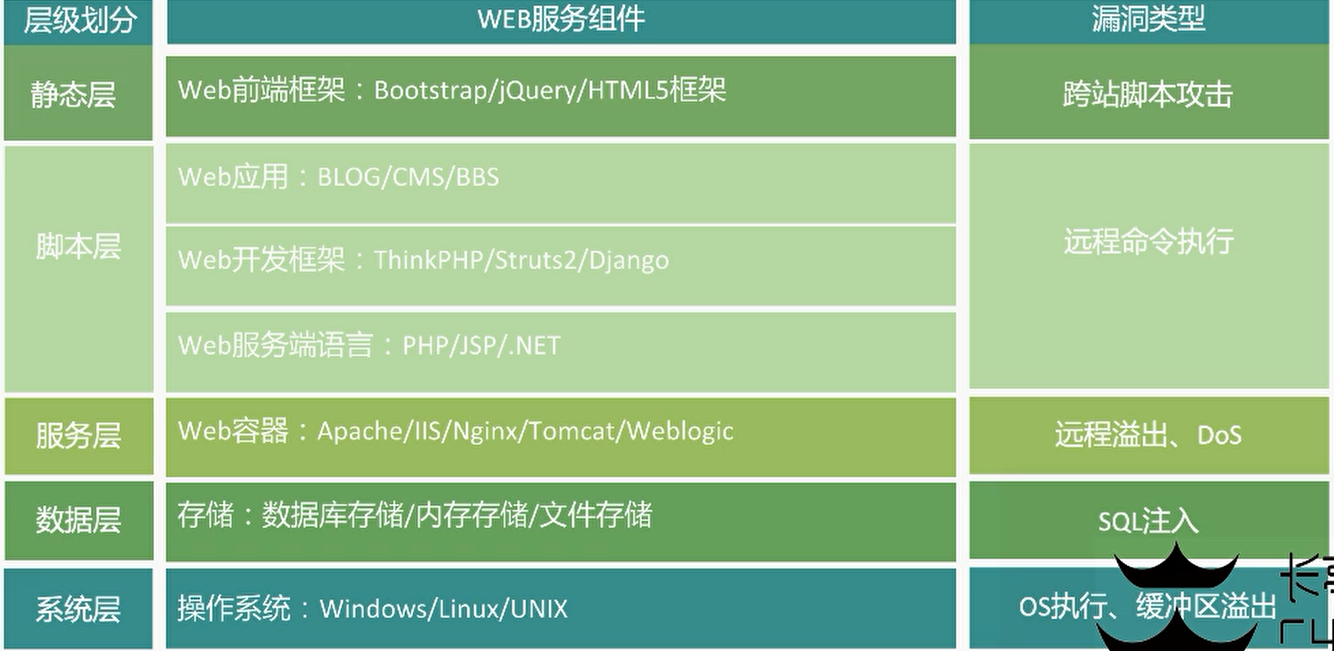 层级划分 WEB服务组件 漏洞类型
静态层 Web前端框架：Bootstrap/jQuery/HTML5框架 跨站脚本攻击
Web应用：BLOG/CMS/BBS
脚本层 Web开发框架：ThinkPHP/Struts2/Django 远程命令执行
Web服务端语言：PHP/JSP/.NET
服务层 Web容器：Apache/IIS/Nginx/Tomcat/Weblogic 远程溢出、DoS
数据层 存储：数据库存储/内存存储/文件存储 SQL注入
系统层 操作系统：Windows/Linux/UNIX OS执行、缓冲区溢出
长